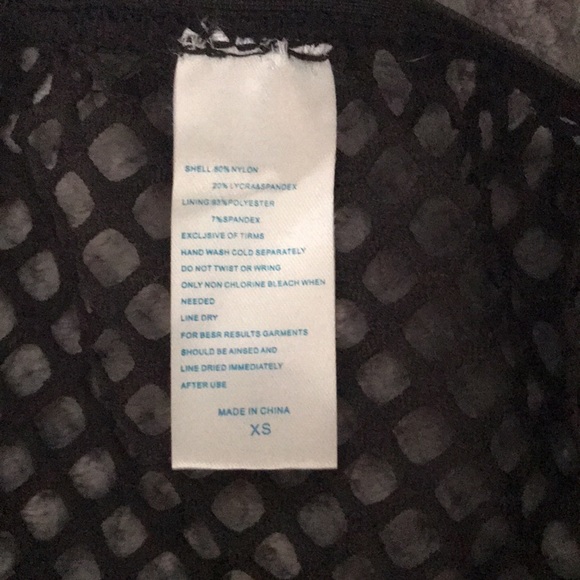 SHELL:80% NYLON
20% LYCRA&SPANDEX
LINING:93%POLYESTER
7%SPANDEX
EXCLJSIVE OF TIRMS
HAND WASH COLD SEPARATELY
DO NOT TWIST OR WRING
ONLY NON CHLORINE BLEACH WHEN
NEEDED
LINE DRY
FOR BESR RESULTS GARMENTS
SHOULD BE AINSED AND
LINE DRIED IMMEDIATELY
AFTER USE
MADE IN CHINA
XS